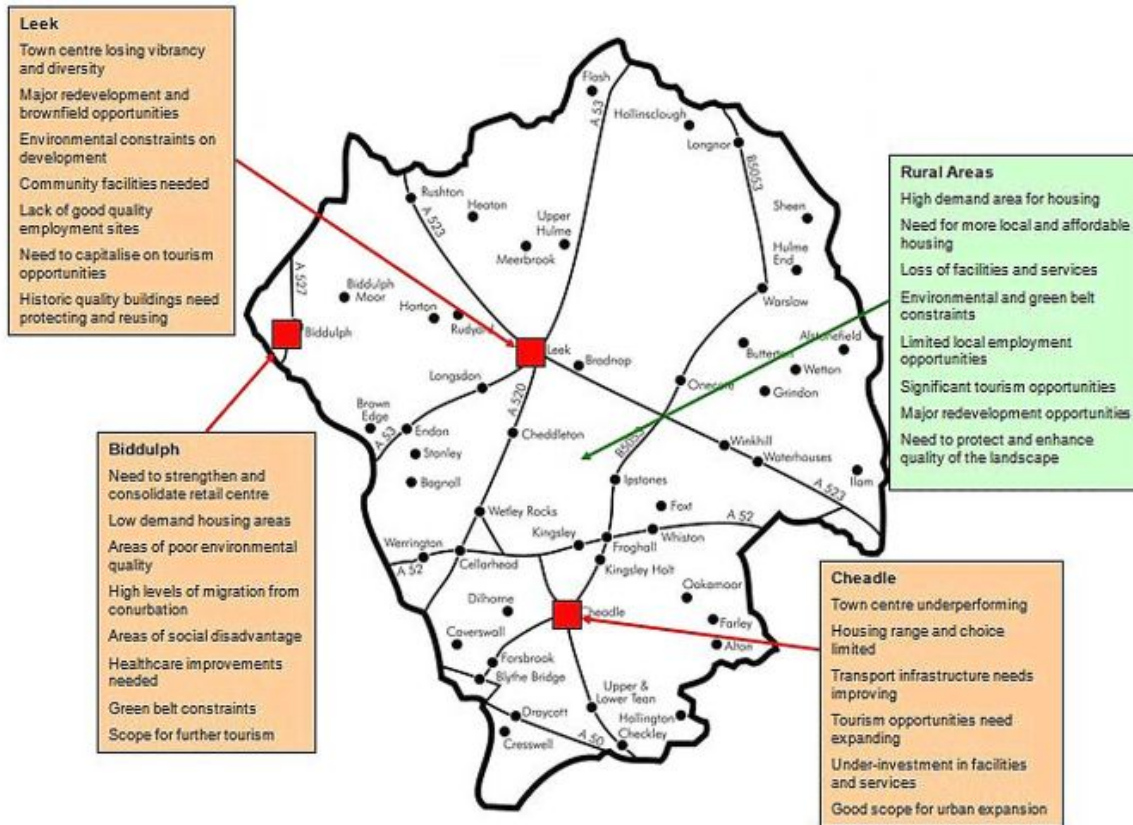 Leek
Town centre losing vibrancy
and diversity
Major redevelopment and
brownfield opportunities
Environmental constraints on
development
Community facilities needed
Lack of good quality
employment sites
Need to capitalise on tourism
opportunities
Historic quality buildings need
protecting and reusing
Biddulph
Need to strengthen and
consolidate retail centre
Low demand housing areas
Areas of poor environmental
quality
High levels of migration from
conurbation
Areas of social disadvantage
Healthcare improvements
needed
Green belt constraints
Scope for further tourism
Rural Areas
High demand area for housing
Need for more local and affordable
housing
Loss of facilities and services
Environmental and green belt
constraints
Limited local employment
opportunities
Significant tourism opportunities
Major redevelopment opportunities
Need to protect and enhance
quality of the landscape
Cheadle
Town centre underperforming
Housing range and choice
limited
Transport infrastructure needs
improving
Tourism opportunities need
expanding
Under-investment in facilities
and services
Good scope for urban expansion
Flash
A 53
Hollinsclough
Longnor
B5053
Rushton
A 523
Heaton
Upper
Hulme
Meerbrook
Sheen
Hulme
End
Warslow
A 527
Biddulph
Moor
Horton
Rudyard
Biddulph
Leek
Bradnop
Butterton
Alstonefield
Wetton
Grindon
Onecote
Longsdon
A 520
Brown
Edge
A 53
Endon
Cheddleton
Stanley
Bagnall
B5053
Winkhill
Waterhouses
Ilam
A 523
Ipstones
Foxt
A 52
Wetley Rocks
Kingsley
Whiston
Froghall
Werrington
A 52
Cellarhead
Kingsley Holt
Oakamoor
Dilhorne
Cheadle
Farley
Alton
Caverswall
Forsbrook
Blythe Bridge
Upper &
Lower Tean
Draycott
Hollington
Checkley
Cresswell
A 50